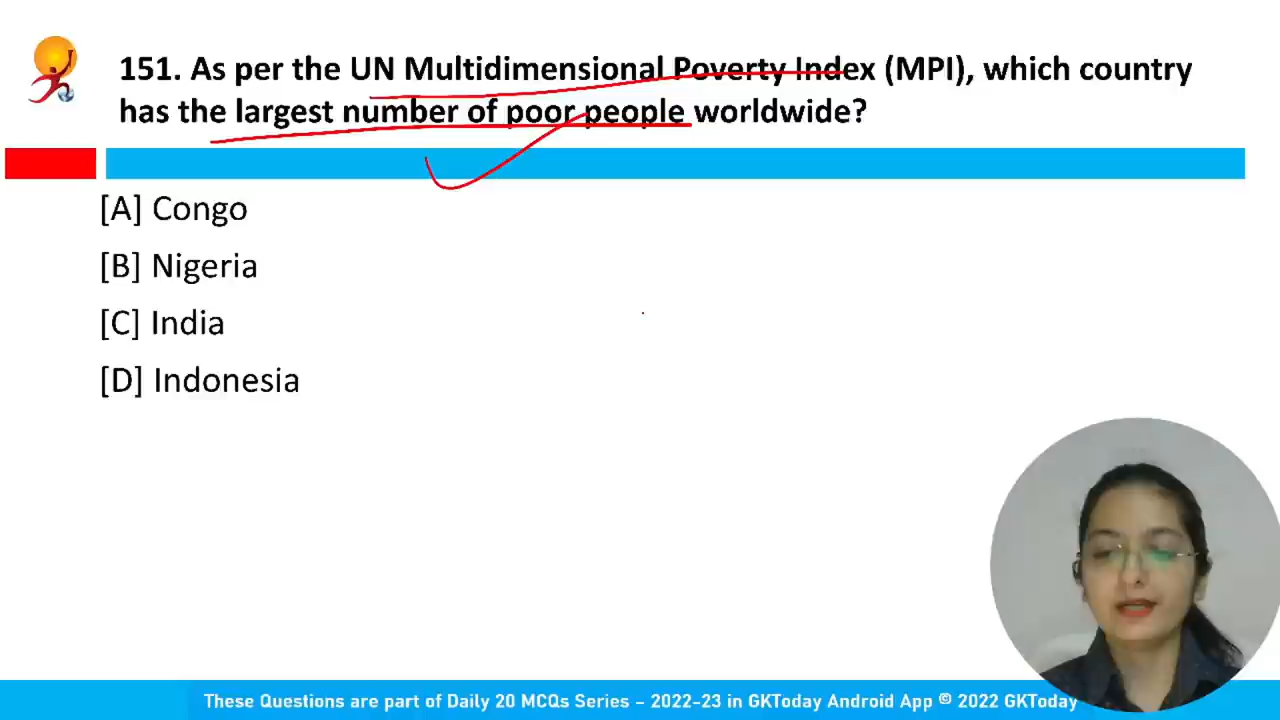 151. As per the UN Multidimensional Poverty Index (MPI), which country
has the largest number of poor people worldwide?
[A] Congo
[B] Nigeria
[C] India
[D] Indonesia
These Questions are part of Daily 20 MCQs Series – 2022-23 in GKToday Android App © 2022 GKToday